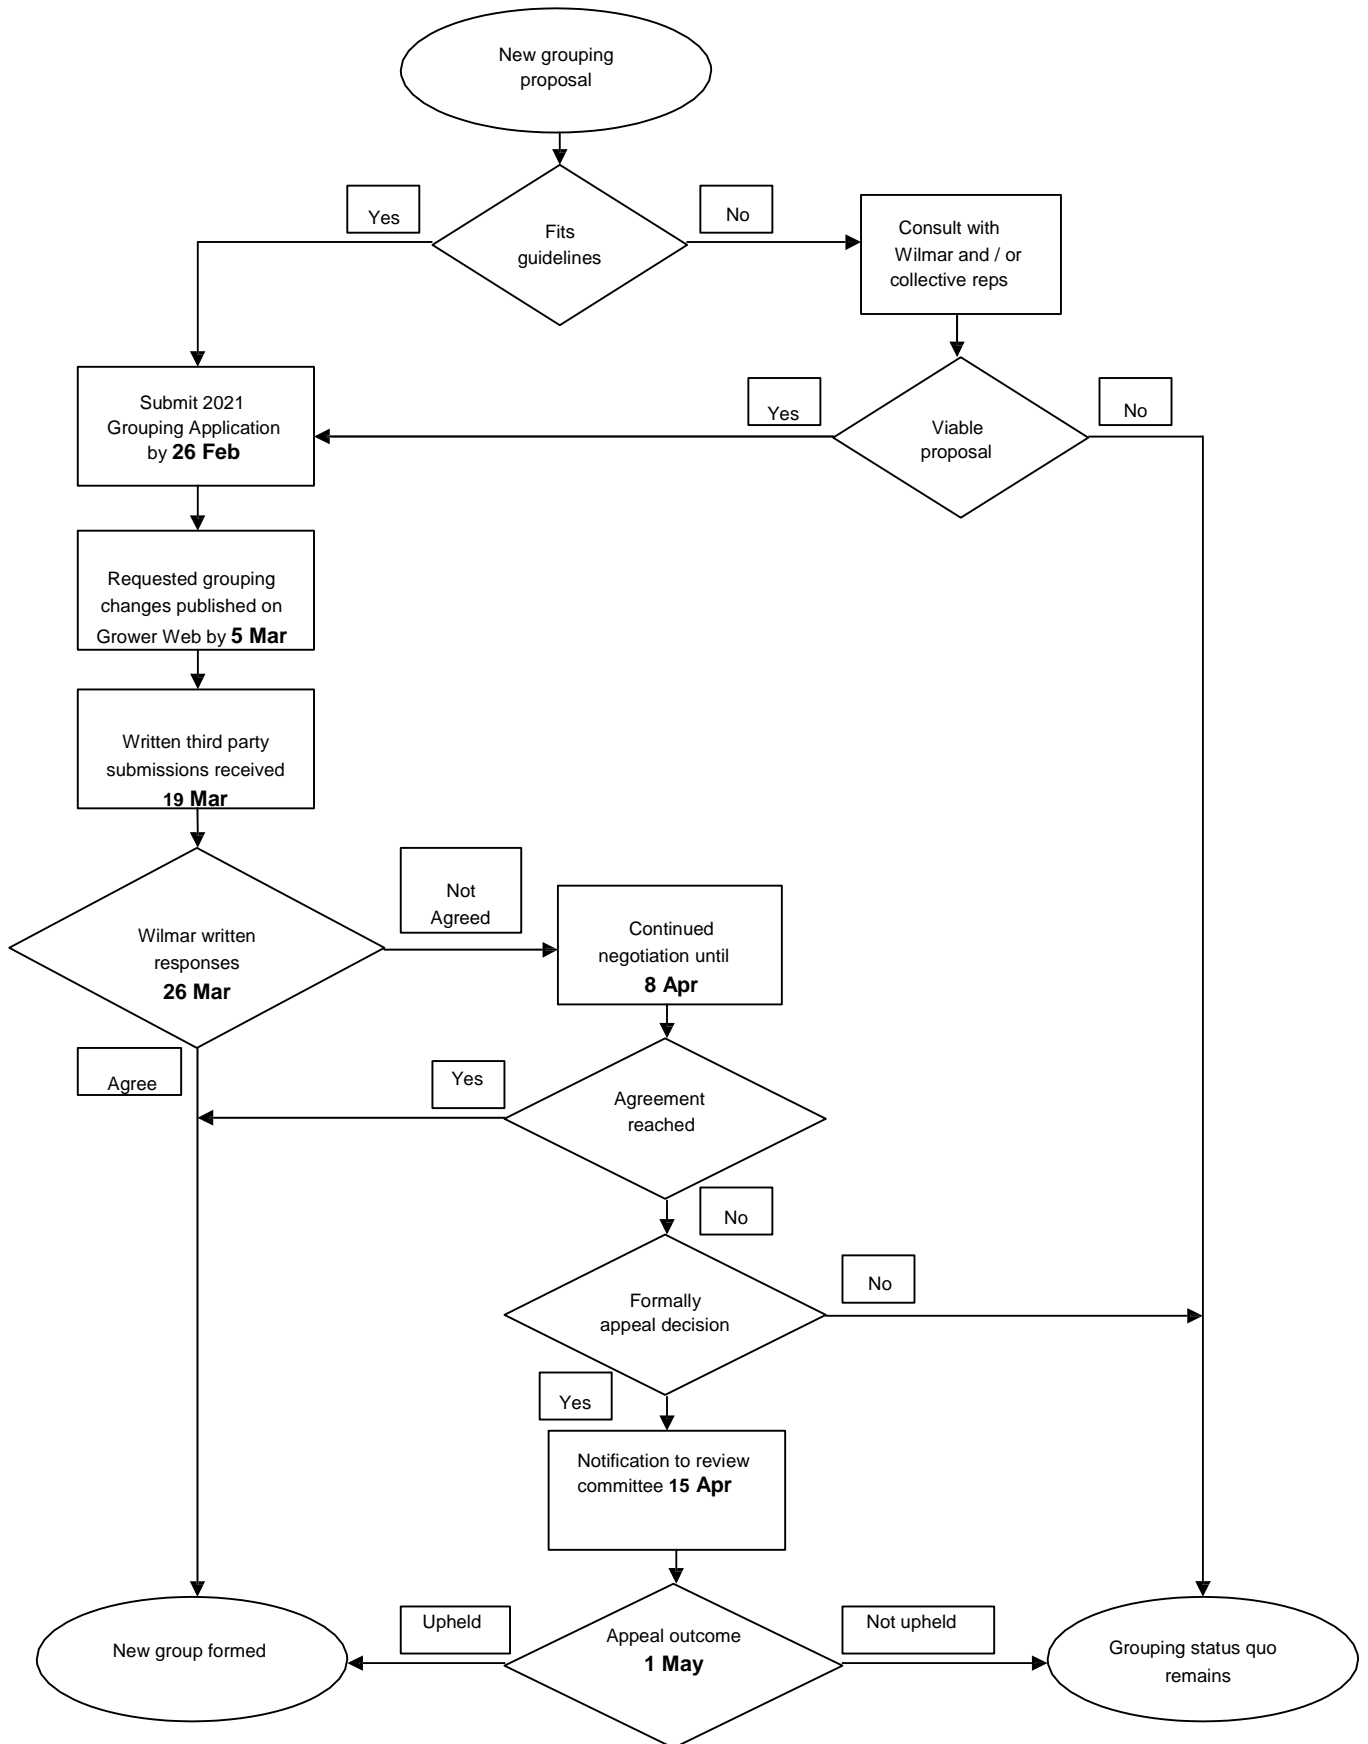 New grouping
proposal
Yes
No
Fits
guidelines
Consult with
Wilmar and / or
collective reps
Submit 2021
Grouping Application
by 26 Feb
Yes
No
Viable
proposal
Requested grouping
changes published on
Grower Web by 5 Mar
Written third party
submissions received
19 Mar
Wilmar written
responses
26 Mar
Not
Agreed
Continued
negotiation until
8 Apr
Agree
Yes
Agreement
reached
No
Formally
appeal decision
No
Yes
Notification to review
committee 15 Apr
Upheld
Appeal outcome
1 May
Not upheld
New group formed
Grouping status quo
remains